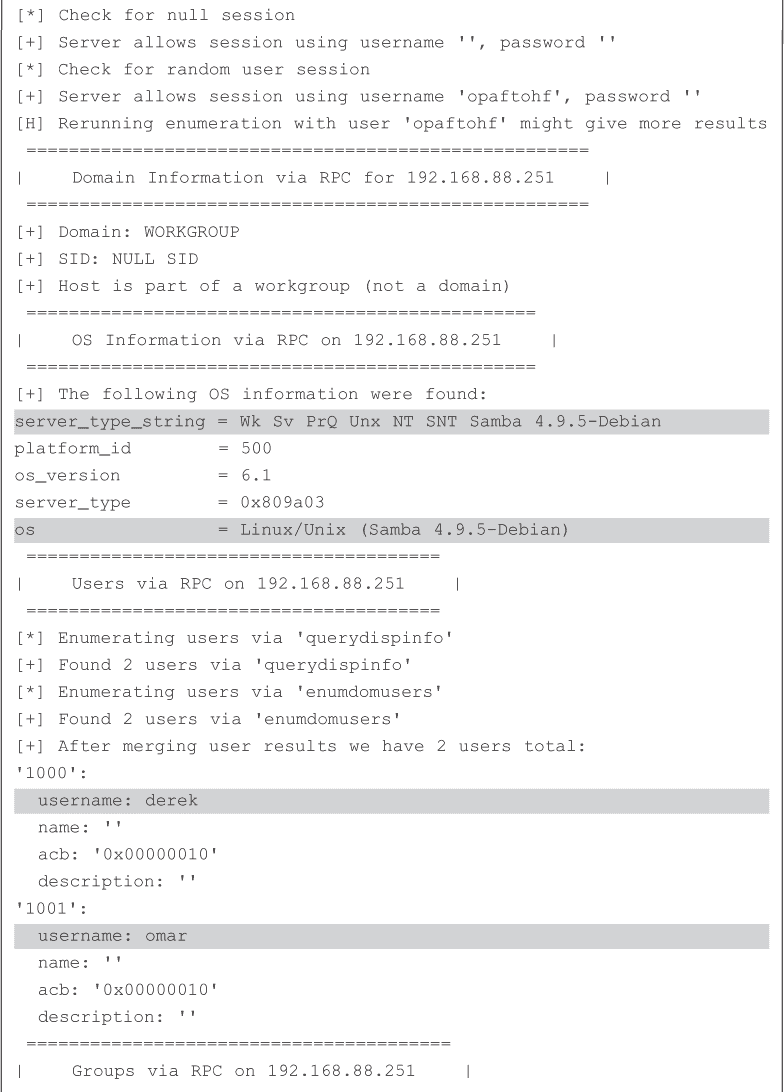 [*] Check for null session
[+] Server allows session using username '', password ''
[*] Check for random user session
[+] Server allows session using username 'opaftohf', password ''
[H] Rerunning enumeration with user 'opaftohf' might give more results
=====================================================
| Domain Information via RPC for 192.168.88.251 |
=====================================================
[+] Domain: WORKGROUP
[+] SID: NULL SID
[+] Host is part of a workgroup (not a domain)
================================================
| OS Information via RPC on 192.168.88.251 |
================================================
[+] The following OS information were found:
server_type_string = Wk Sv PrQ Unx NT SNT Samba 4.9.5-Debian
platform_id = 500
os_version = 6.1
server_type = 0x809a03
os = Linux/Unix (Samba 4.9.5-Debian)
=======================================
| Users via RPC on 192.168.88.251 |
=======================================
[*] Enumerating users via 'querydispinfo'
[+] Found 2 users via 'querydispinfo'
[*] Enumerating users via 'enumdomusers'
[+] Found 2 users via 'enumdomusers'
[+] After merging user results we have 2 users total:
'1000':
username: derek
name: ''
acb: '0x00000010'
description: ''
'1001':
username: omar
name: ''
acb: '0x00000010'
description: ''
========================================
| Groups via RPC on 192.168.88.251 |